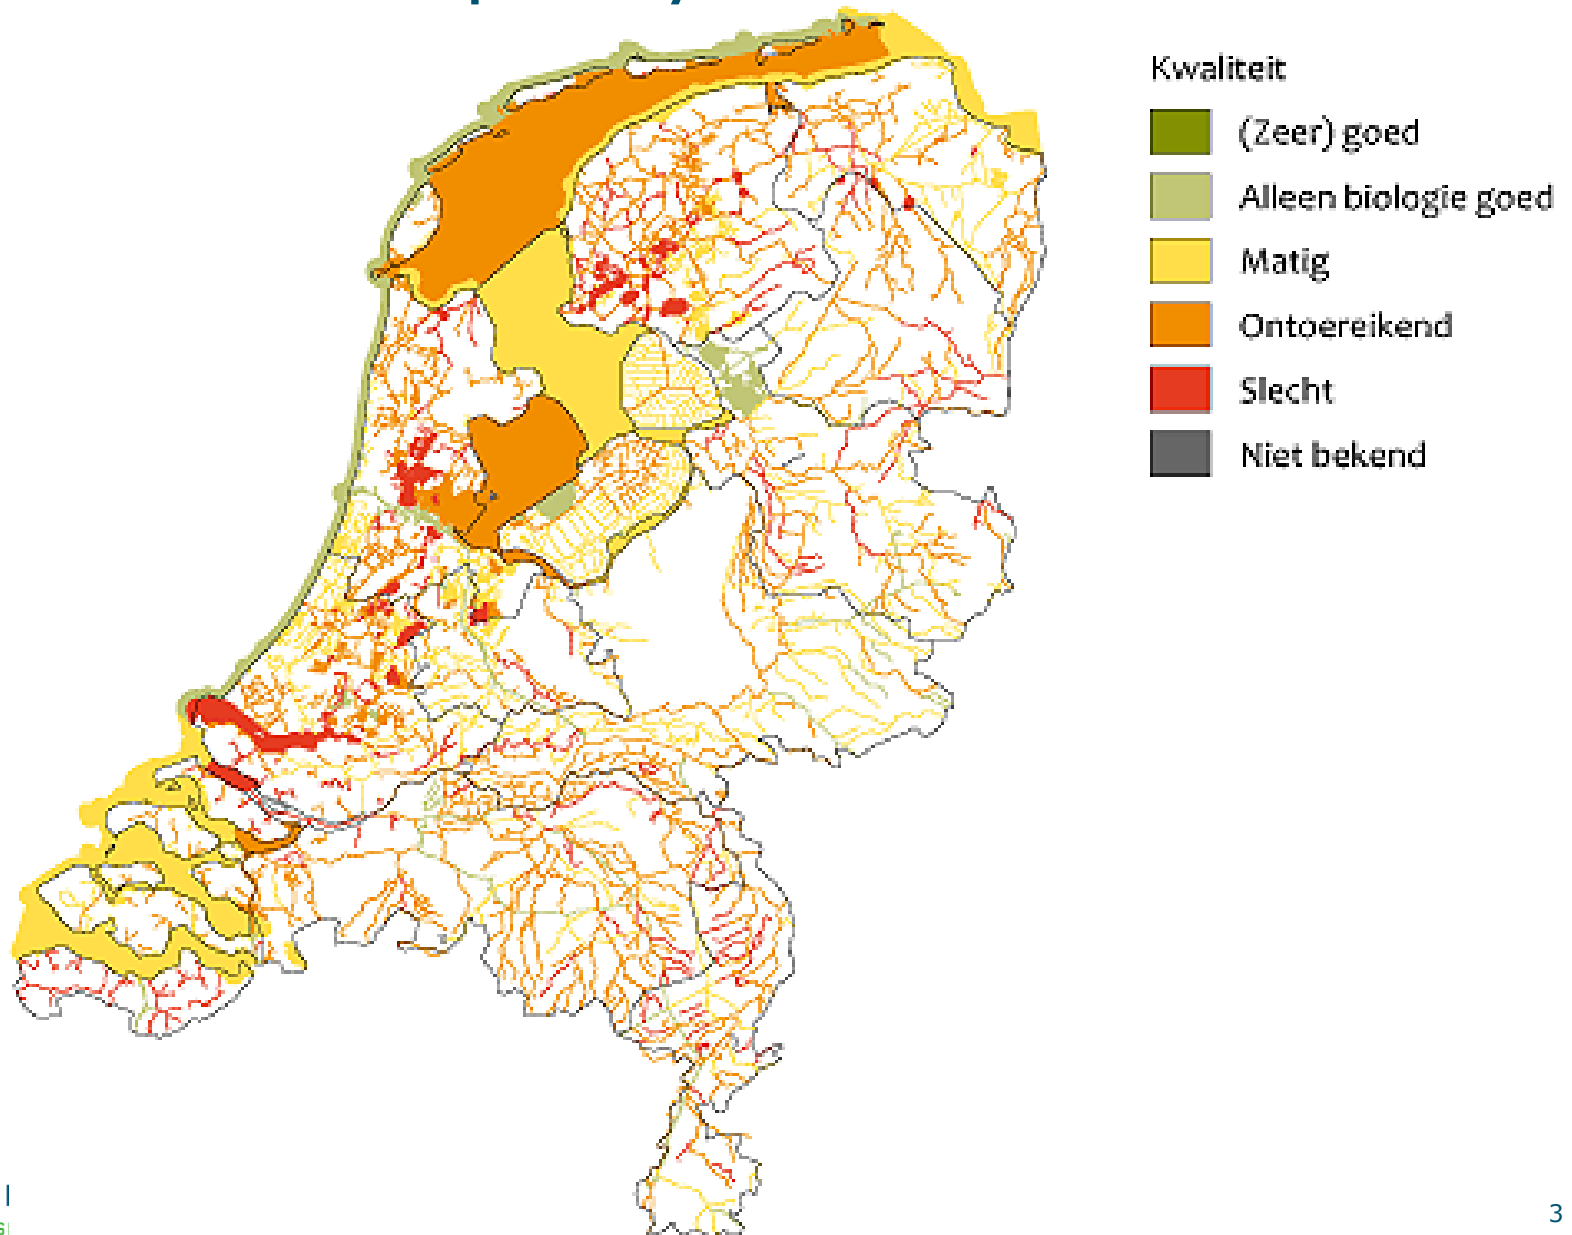 Kwaliteit
(Zeer) goed
Alleen biologie goed
Matig
Ontoereikend
Slecht
Niet bekend
3